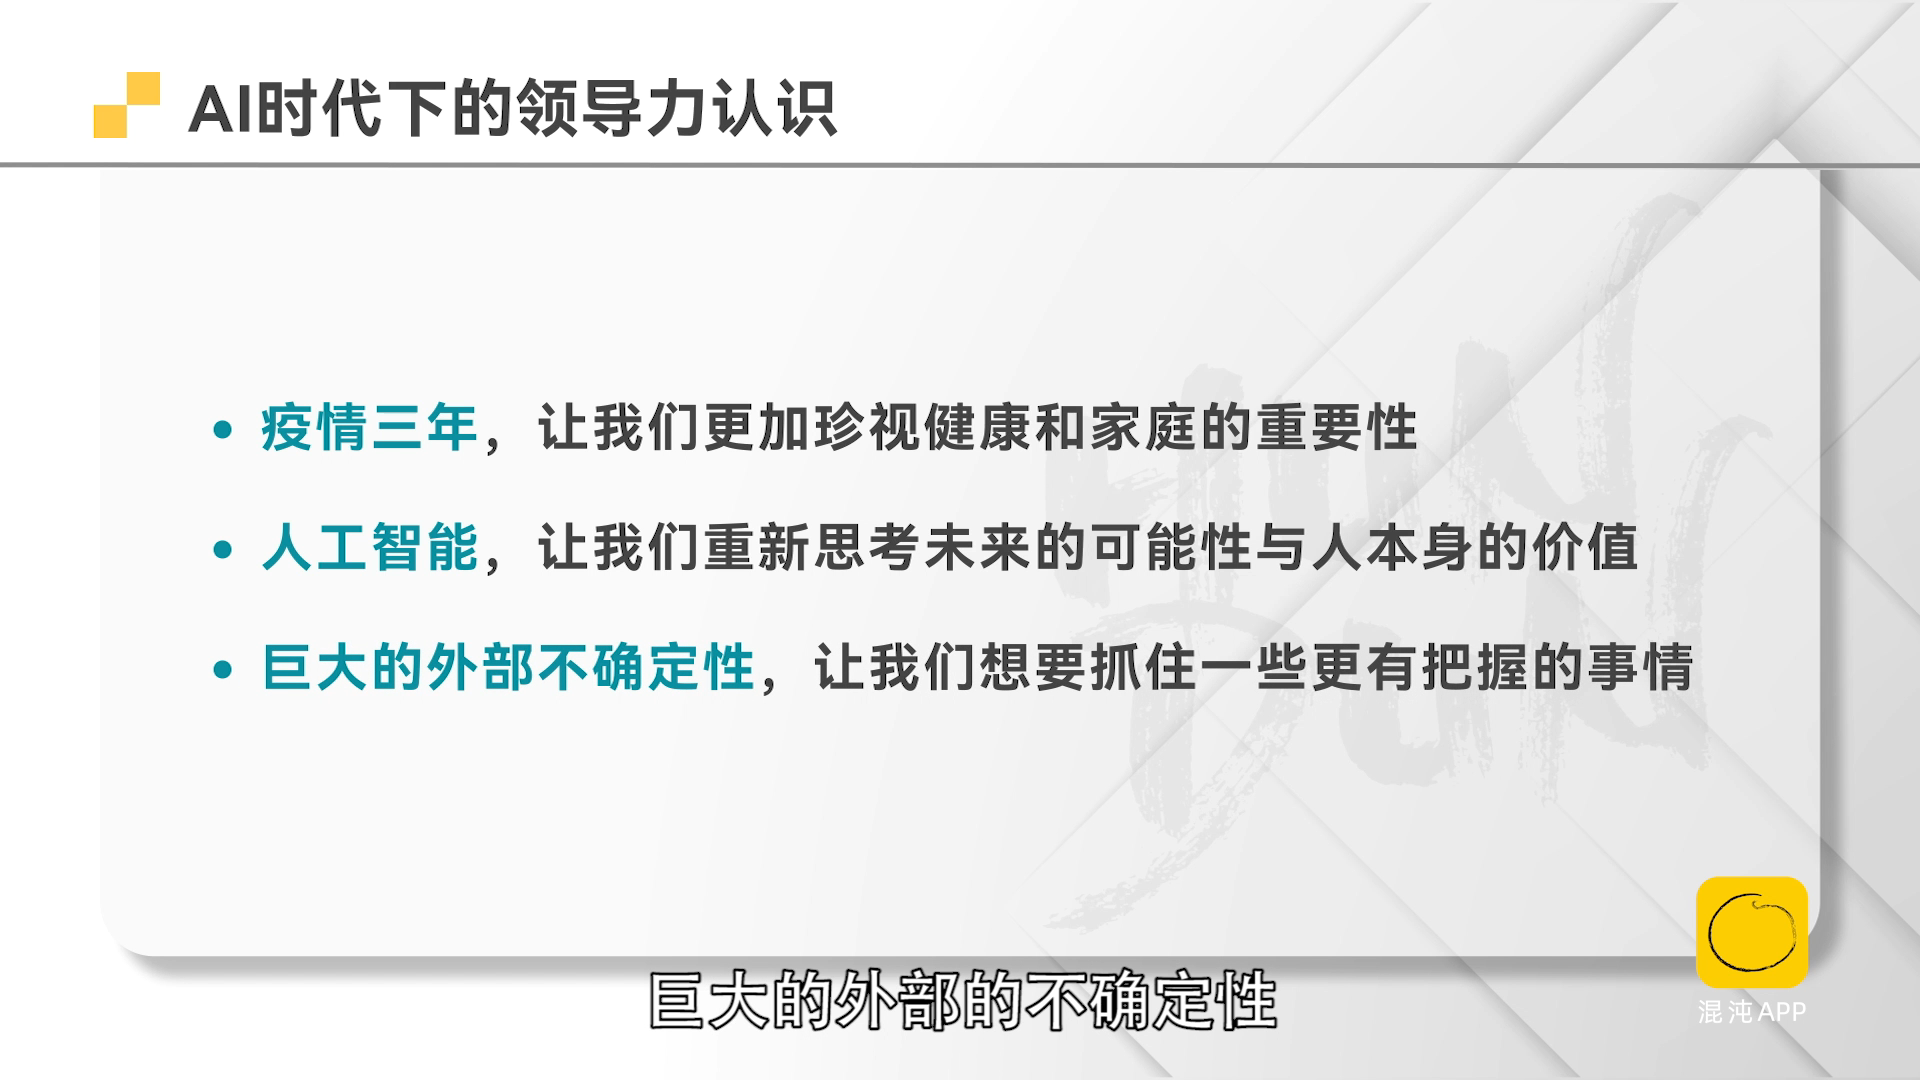 AI时代下的领导力认识
• 疫情三年，让我们更加珍视健康和家庭的重要性
• 人工智能，让我们重新思考未来的可能性与人本身的价值
• 巨大的外部不确定性，让我们想要抓住一些更有把握的事情
HUN
DUN
巨大的外部的不确定性
混沌APP